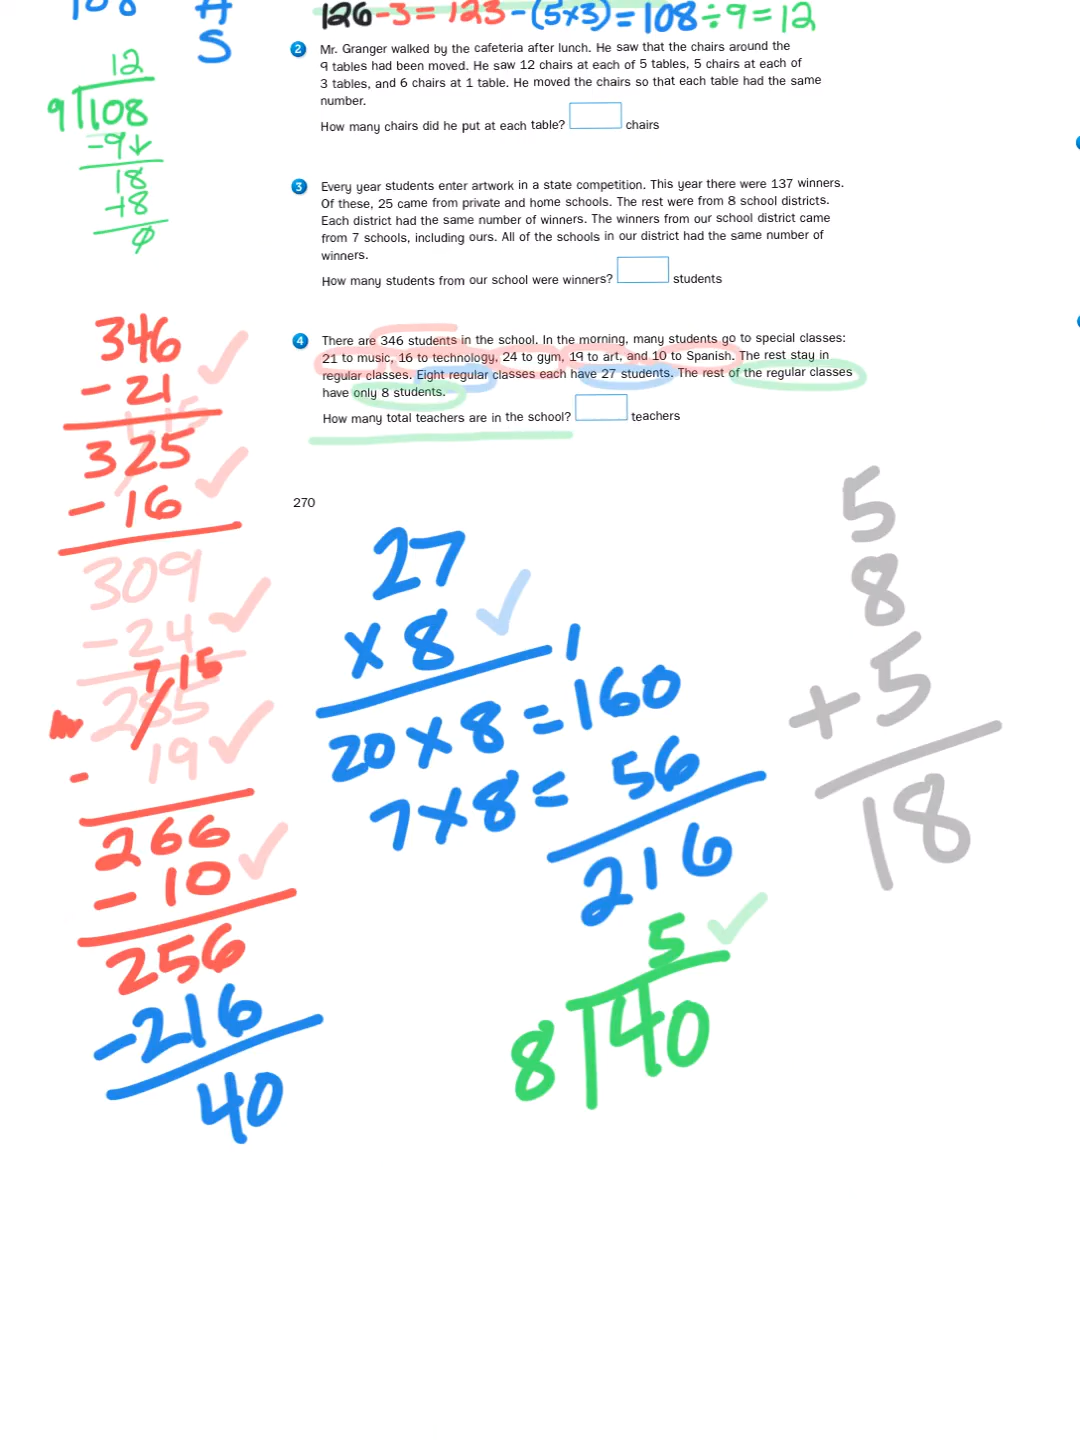 108
A
S
126 -3 = 123 - (5x3) = 108 ÷ 9 = 12
12
9 108
-9↓
18
-18
0
2 Mr. Granger walked by the cafeteria after lunch. He saw that the chairs around the
9 tables had been moved. He saw 12 chairs at each of 5 tables, 5 chairs at each of
3 tables, and 6 chairs at 1 table. He moved the chairs so that each table had the same
number.
How many chairs did he put at each table? chairs
3 Every year students enter artwork in a state competition. This year there were 137 winners.
Of these, 25 came from private and home schools. The rest were from 8 school districts.
Each district had the same number of winners. The winners from our school district came
from 7 schools, including ours. All of the schools in our district had the same number of
winners.
How many students from our school were winners? students
4 There are 346 students in the school. In the morning, many students go to special classes:
21 to music, 16 to technology, 24 to gym, 19 to art, and 10 to Spanish. The rest stay in
regular classes. Eight regular classes each have 27 students. The rest of the regular classes
have only 8 students.
How many total teachers are in the school? teachers
270
346 ✓
- 21
325
- 16 ✓
309
- 24 ✓
7 15
285
- 19 ✓
266
- 10 ✓
256
-216
40
27
x 8 ✓
1
20 x 8 = 160
7 x 8 = 56
216
5 ✓
8 40
5
8
+ 5
18